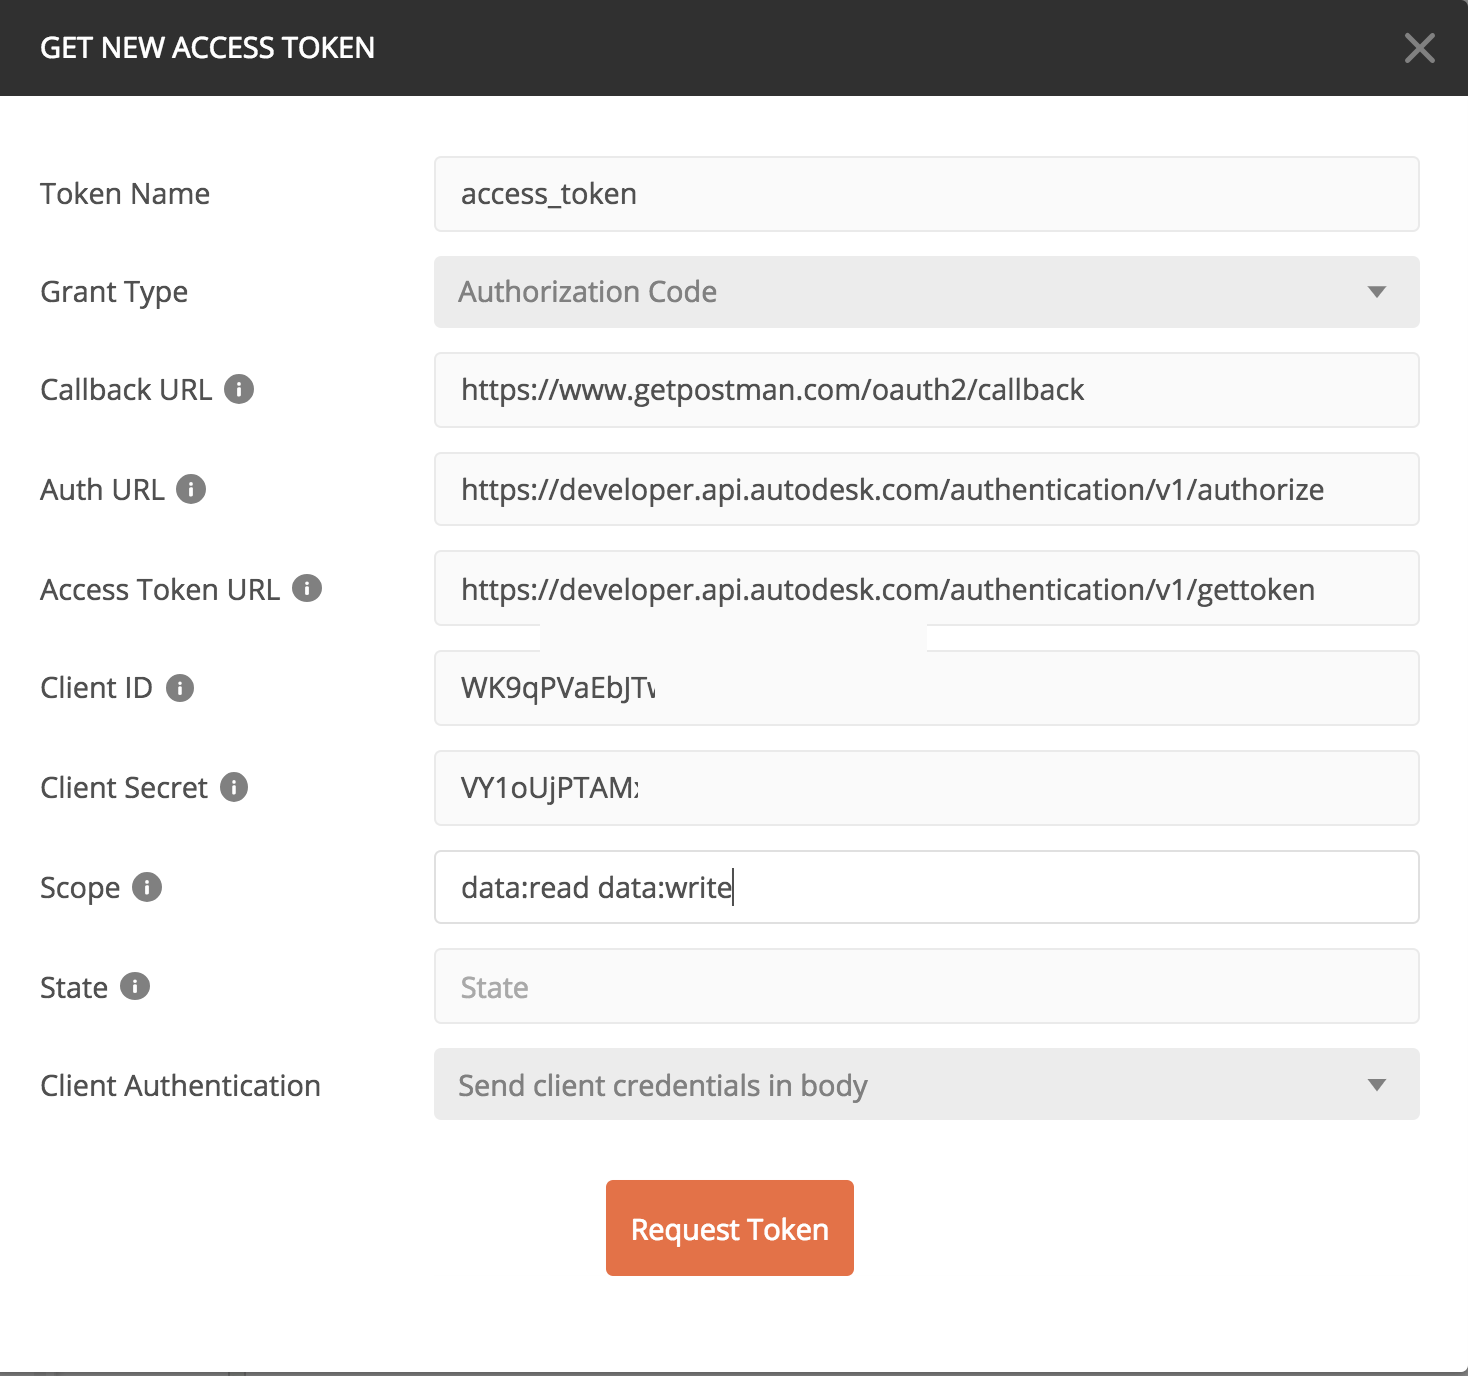 GET NEW ACCESS TOKEN
Token Name access_token
Grant Type Authorization Code
Callback URL https://www.getpostman.com/oauth2/callback
Auth URL https://developer.api.autodesk.com/authentication/v1/authorize
Access Token URL https://developer.api.autodesk.com/authentication/v1/gettoken
Client ID WK9qPVaEbJT
Client Secret VY1oUjPTAM
Scope data:read data:write
State State
Client Authentication Send client credentials in body
Request Token